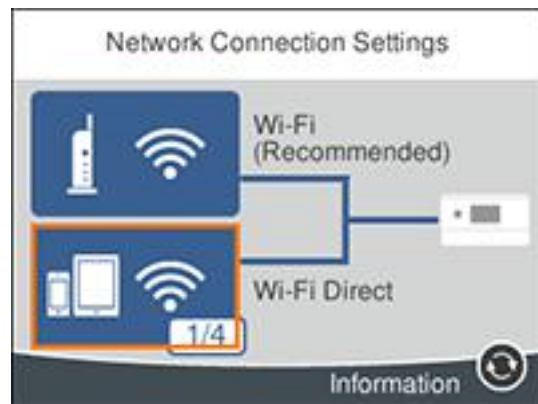 Network Connection Settings
Wi-Fi
(Recommended)
Wi-Fi Direct
1/4
Information